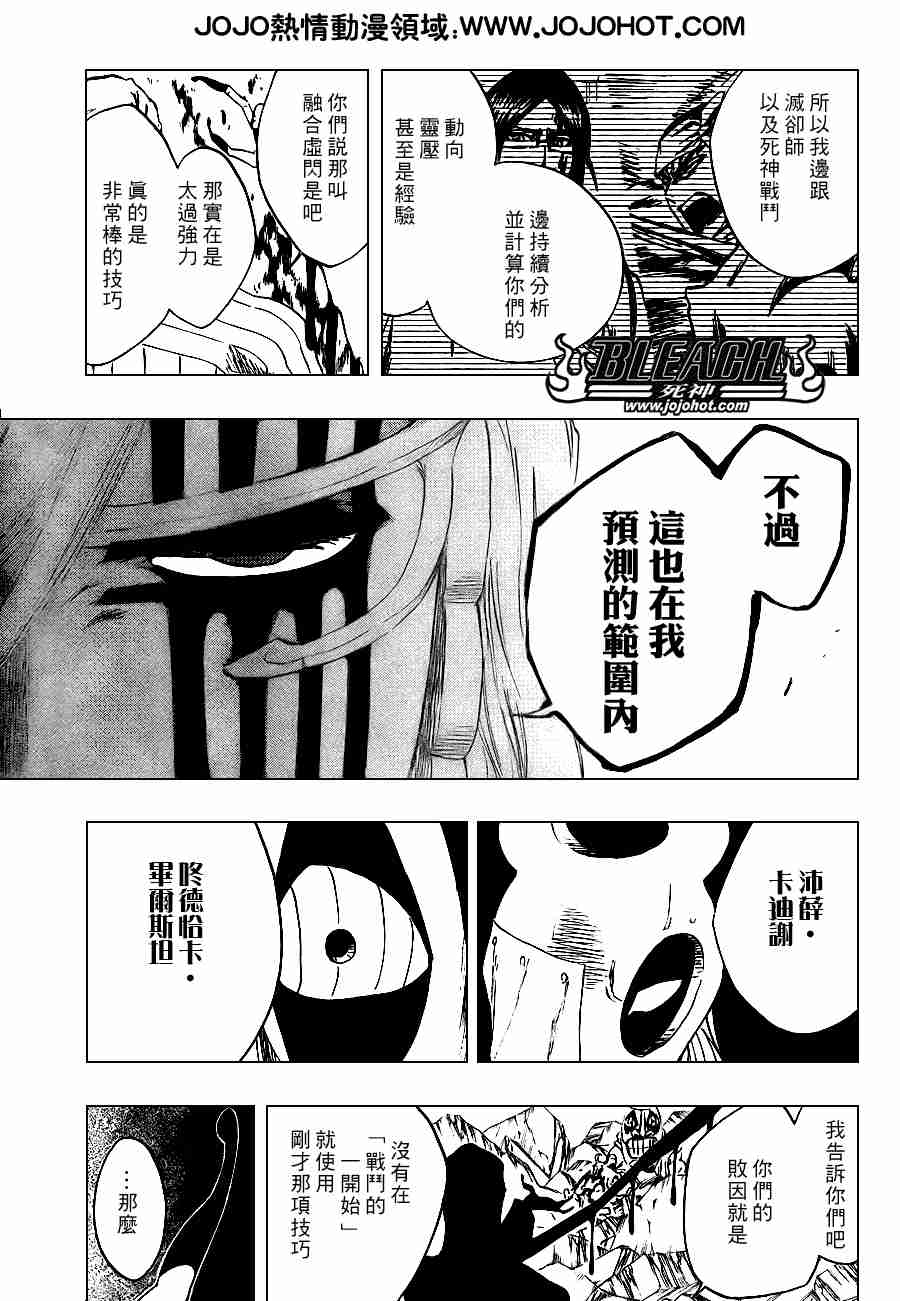 JOJO熱情動漫領域:WWW.JOJOHOT.COM
所以我邊跟
滅卻師
以及死神戰鬥
邊持續分析
並計算你們的
動向
靈壓
甚至是經驗
你們說那叫
融合虛閃是吧
那實在是
太過強力
真的是
非常棒的技巧
BLEACH
死神
www.jojohot.com
不過
這也在我
預測的範圍內
沛薛・
卡迪謝
咚德恰卡・
畢爾斯坦
我告訴你們吧
你們的
敗因就是
沒有在
「戰鬥的
一開始」
就使用
剛才那項技巧
…那麼